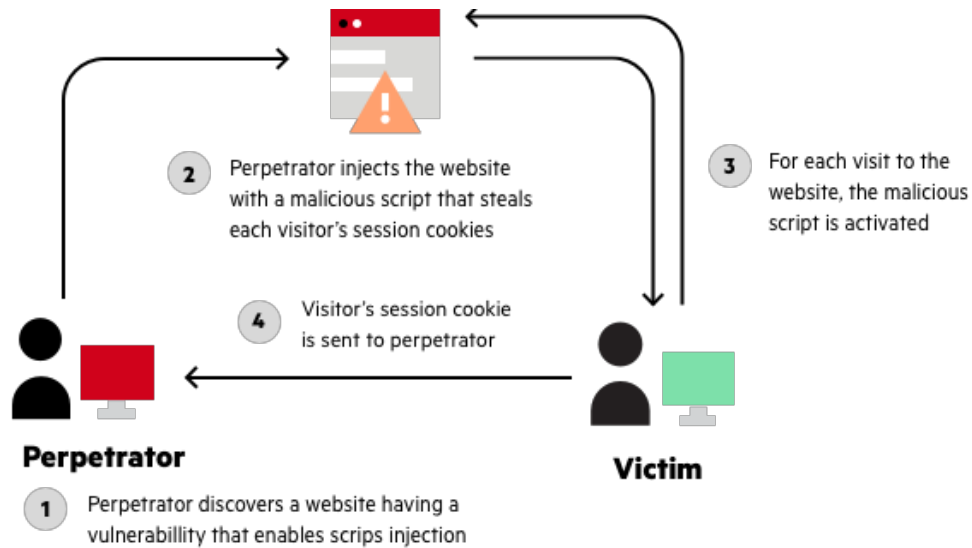 2 Perpetrator injects the website
with a malicious script that steals
each visitor's session cookies
3 For each visit to the
website, the malicious
script is activated
4 Visitor's session cookie
is sent to perpetrator
Perpetrator
Victim
1 Perpetrator discovers a website having a
vulnerabillity that enables scrips injection